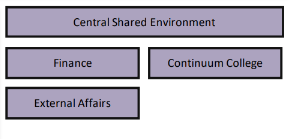 Central Shared Environment
Finance
Continuum College
External Affairs